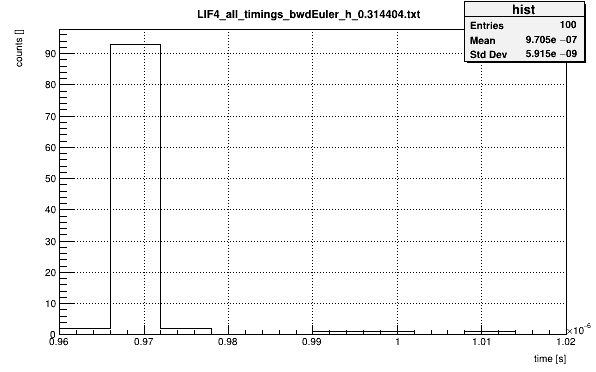 LIF4_all_timings_bwdEuler_h_0.314404.txt
hist
Entries 100
Mean 9.705e −07
Std Dev 5.915e −09
counts []
90
80
70
60
50
40
30
20
10
0
0.96 0.97 0.98 0.99 1 1.01 1.02
×10⁻⁶
time [s]